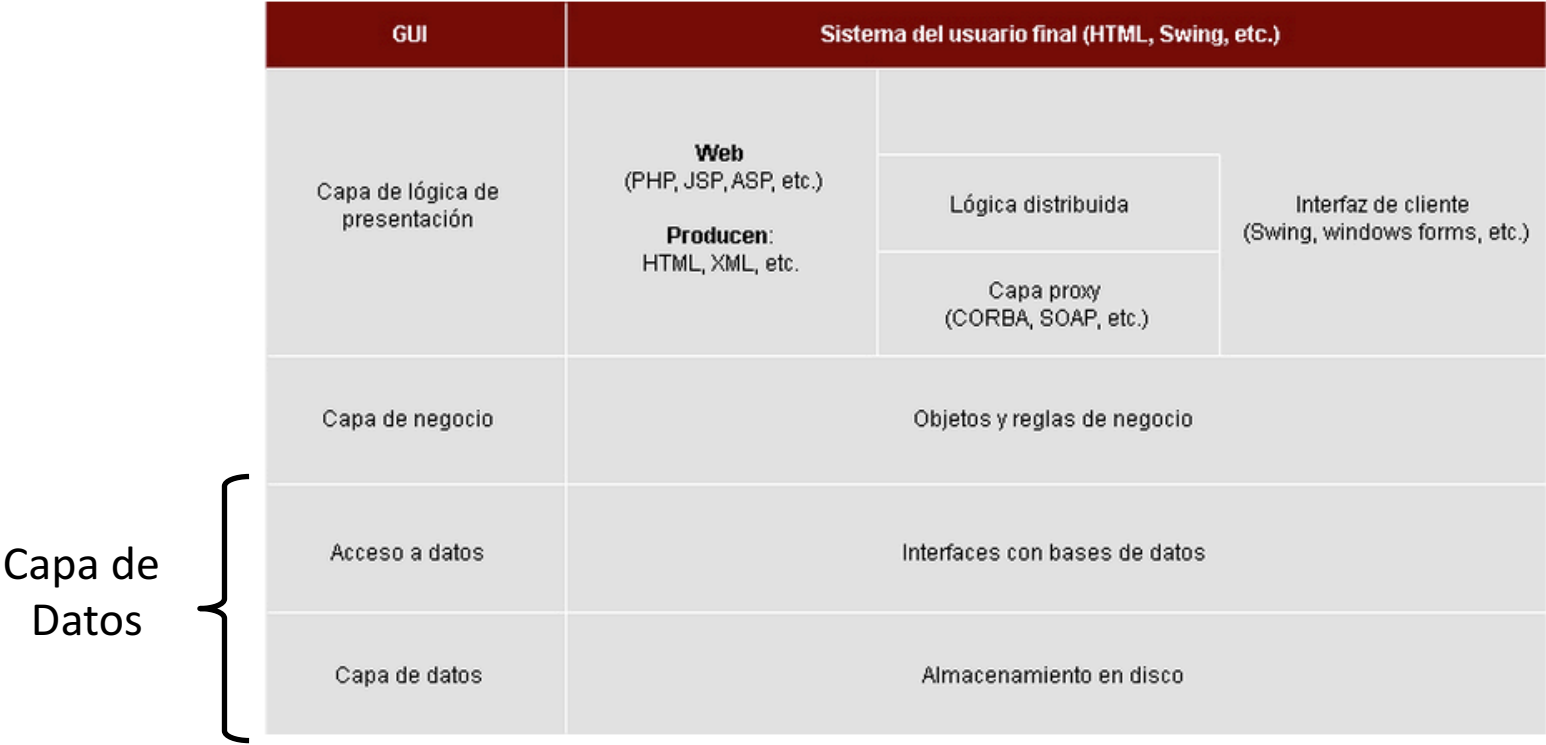 GUI
Sistema del usuario final (HTML, Swing, etc.)
Capa de lógica de
presentación
Web
(PHP, JSP, ASP, etc.)
Producen:
HTML, XML, etc.
Lógica distribuida
Capa proxy
(CORBA, SOAP, etc.)
Interfaz de cliente
(Swing, windows forms, etc.)
Capa de negocio
Objetos y reglas de negocio
Capa de
Datos
Acceso a datos
Interfaces con bases de datos
Capa de datos
Almacenamiento en disco